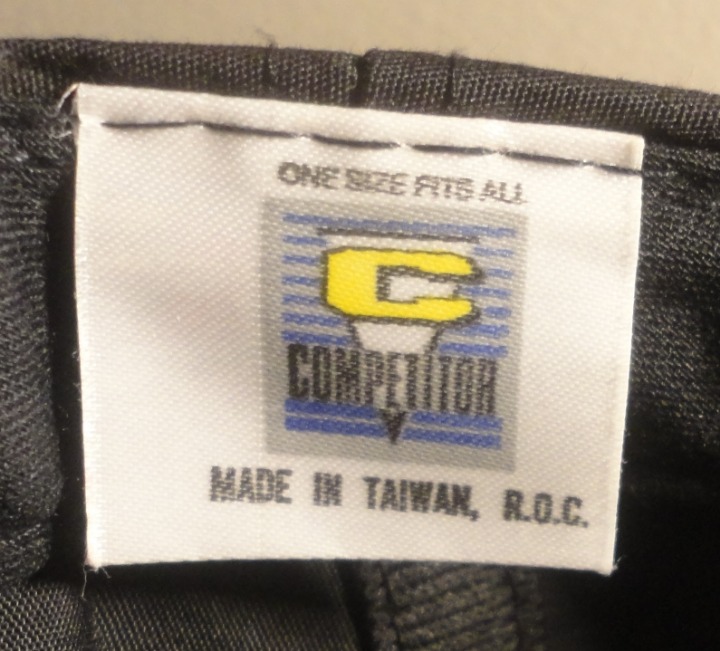 ONE SIZE FITS ALL
C
COMPETITOR
MADE IN TAIWAN, R.O.C.